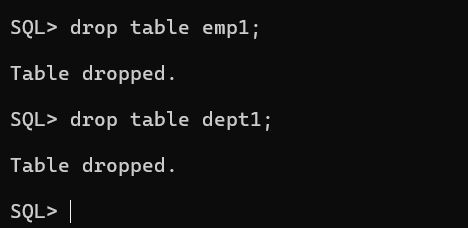 SQL> drop table emp1;
Table dropped.
SQL> drop table dept1;
Table dropped.
SQL>